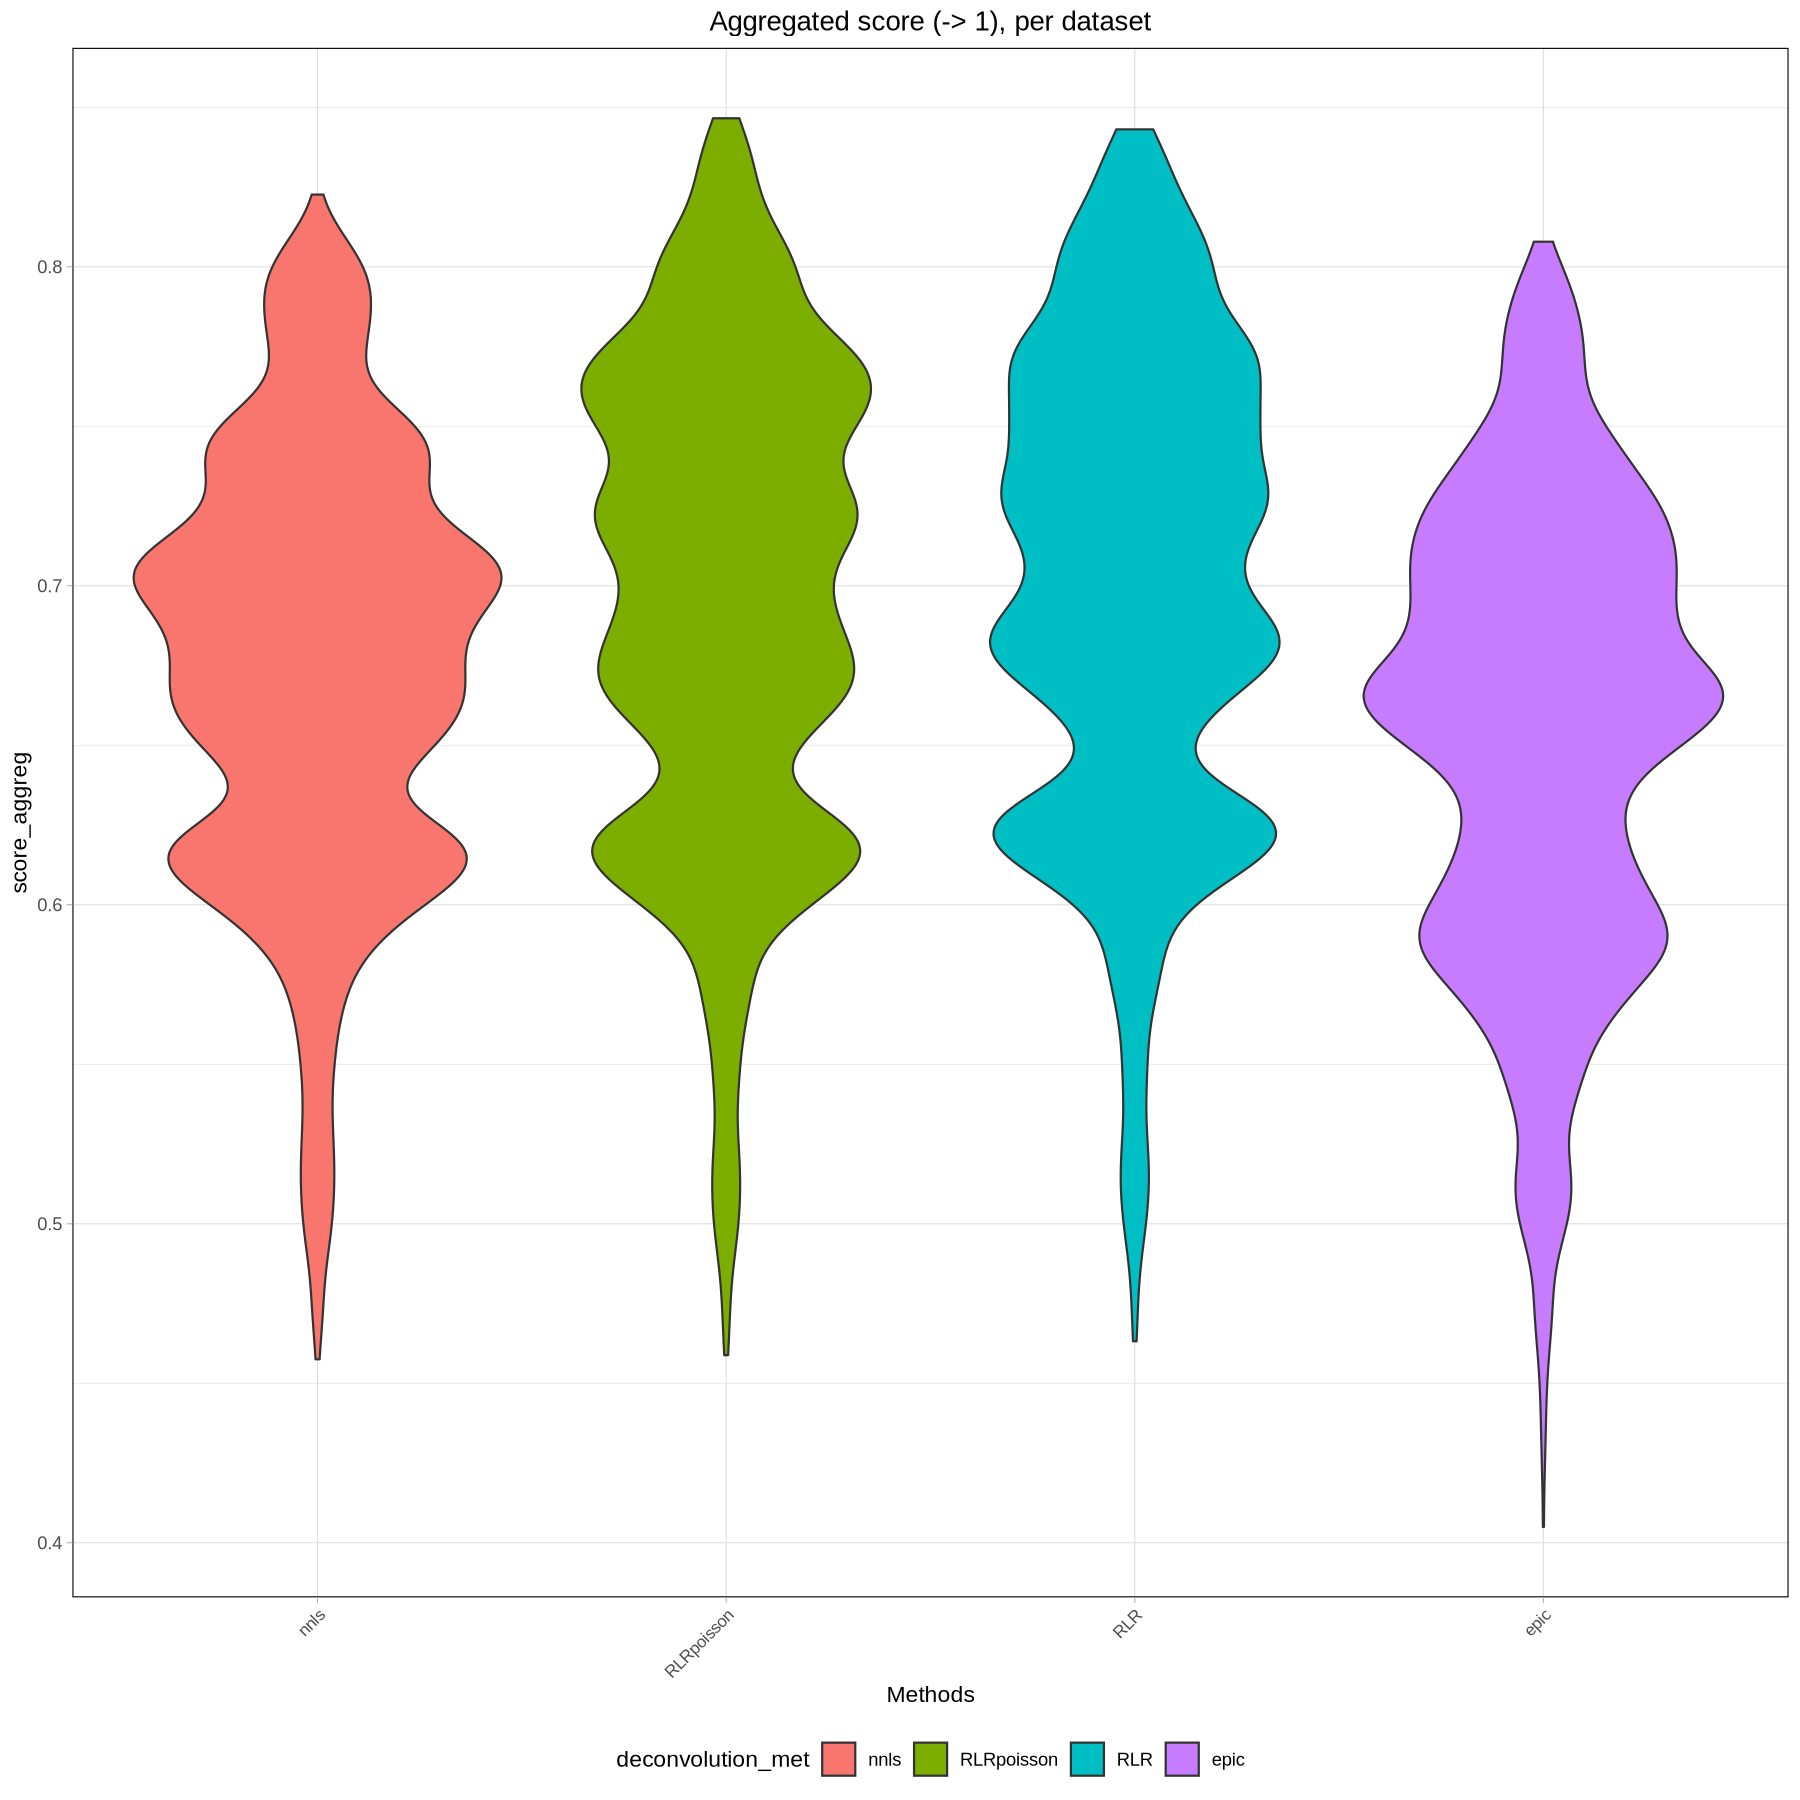 Aggregated score (-> 1), per dataset
score_aggreg
0.8
0.7
0.6
0.5
0.4
nnls
RLRpoisson
RLR
epic
Methods
deconvolution_met nnls RLRpoisson RLR epic